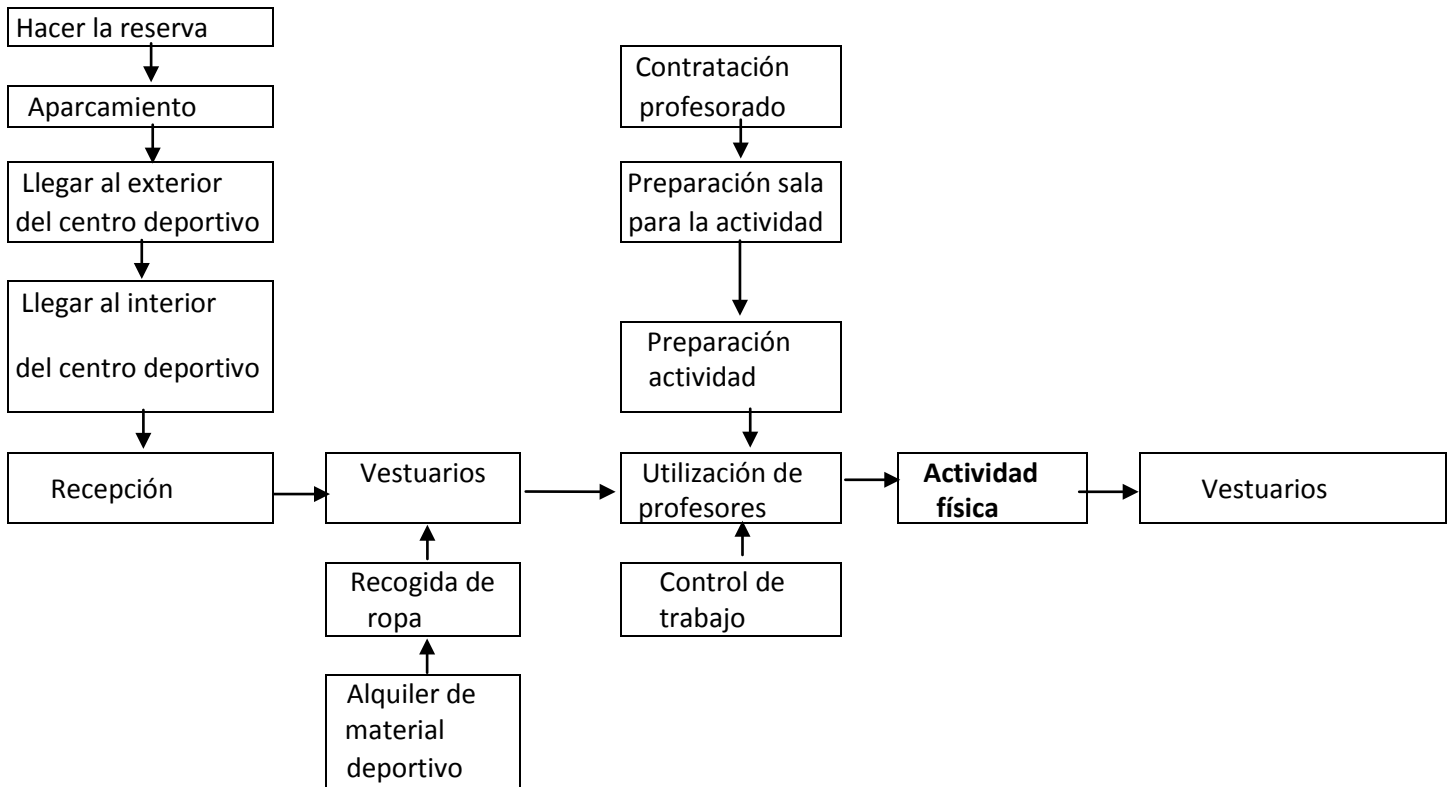 Hacer la reserva
Aparcamiento
Llegar al exterior
del centro deportivo
Llegar al interior
del centro deportivo
Recepción
Vestuarios
Recogida de
ropa
Alquiler de
material
deportivo
Contratación
profesorado
Preparación sala
para la actividad
Preparación
actividad
Utilización de
profesores
Control de
trabajo
Actividad
física
Vestuarios